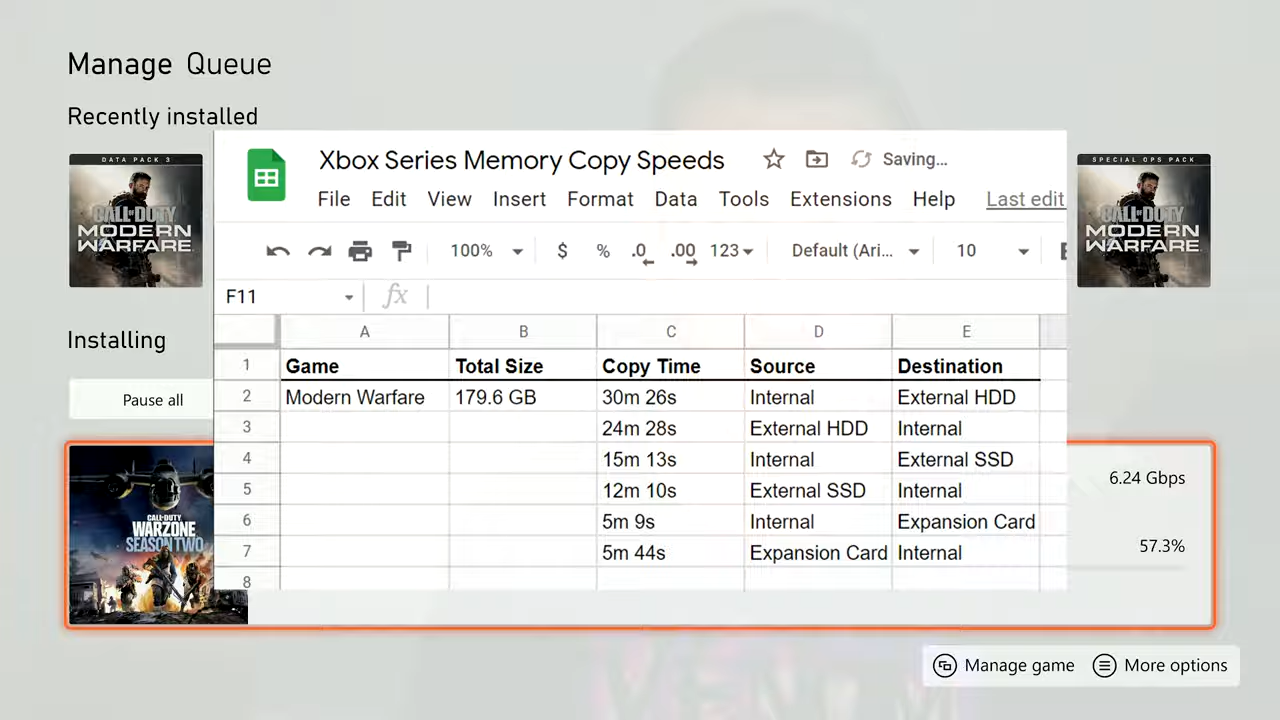 Manage Queue
Recently installed
DATA PACK 3
CALL OF DUTY
MODERN
WARFARE
Xbox Series Memory Copy Speeds
Saving...
File Edit View Insert Format Data Tools Extensions Help Last edit
100% $ % .0 .00 123 Default (Ari... 10
F11 fx
SPECIAL OPS PACK
CALL OF DUTY
MODERN
WARFARE
A B C D E
1 Game Total Size Copy Time Source Destination
2 Modern Warfare 179.6 GB 30m 26s Internal External HDD
3 24m 28s External HDD Internal
4 15m 13s Internal External SSD
5 12m 10s External SSD Internal
6 5m 9s Internal Expansion Card
7 5m 44s Expansion Card Internal
8
Installing
Pause all
CALL OF DUTY
WARZONE
SEASON TWO
6.24 Gbps
57.3%
Manage game More options